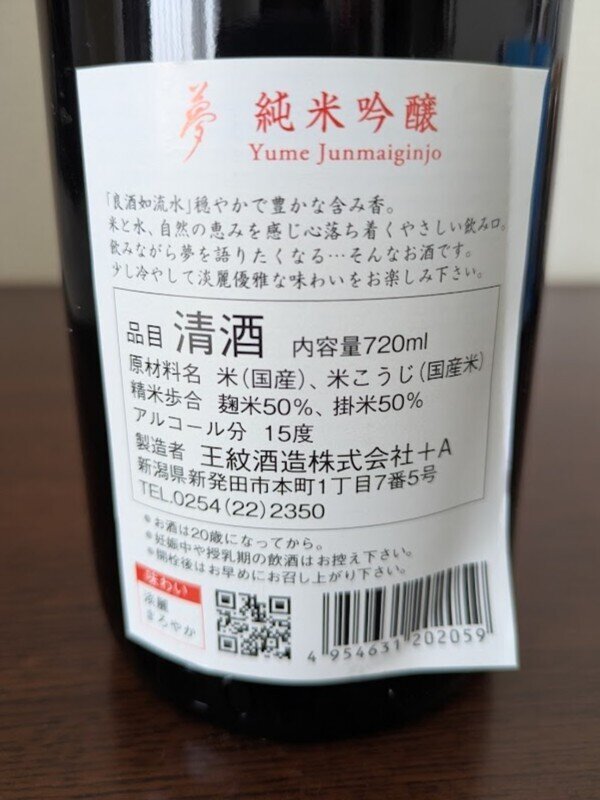 夢 純米吟醸
Yume Junmaiginjo
「良酒如流水」穏やかで豊かな含み香。
米と水、自然の恵みを感じ心落ち着くやさしい飲み口。
飲みながら夢を語りたくなる…そんなお酒です。
少し冷やして淡麗優雅な味わいをお楽しみ下さい。
品目 清酒 内容量720ml
原材料名 米(国産)、米こうじ(国産米)
精米歩合 麹米50%、掛米50%
アルコール分 15度
製造者 王紋酒造株式会社+A
新潟県新発田市本町1丁目7番5号
TEL.0254(22)2350
※お酒は20歳になってから。
※妊娠中や授乳期の飲酒はお控え下さい。
※開栓後はお早めにお召し上がり下さい。
味わい
淡麗
まろやか
4 954631 202059